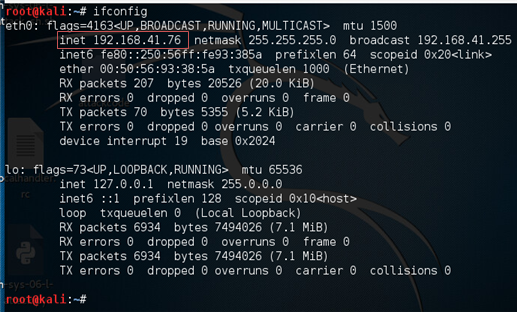 root@kali:~# ifconfig
eth0: flags=4163<UP,BROADCAST,RUNNING,MULTICAST>  mtu 1500
        inet 192.168.41.76  netmask 255.255.255.0  broadcast 192.168.41.255
        inet6 fe80::250:56ff:fe93:385a  prefixlen 64  scopeid 0x20<link>
        ether 00:50:56:93:38:5a  txqueuelen 1000  (Ethernet)
        RX packets 207  bytes 20526 (20.0 KiB)
        RX errors 0  dropped 0  overruns 0  frame 0
        TX packets 70  bytes 5355 (5.2 KiB)
        TX errors 0  dropped 0 overruns 0  carrier 0  collisions 0
        device interrupt 19  base 0x2024
lo: flags=73<UP,LOOPBACK,RUNNING>  mtu 65536
        inet 127.0.0.1  netmask 255.0.0.0
        inet6 ::1  prefixlen 128  scopeid 0x10<host>
        loop  txqueuelen 0  (Local Loopback)
        RX packets 6934  bytes 7494026 (7.1 MiB)
        RX errors 0  dropped 0  overruns 0  frame 0
        TX packets 6934  bytes 7494026 (7.1 MiB)
        TX errors 0  dropped 0 overruns 0  carrier 0  collisions 0
root@kali:~#